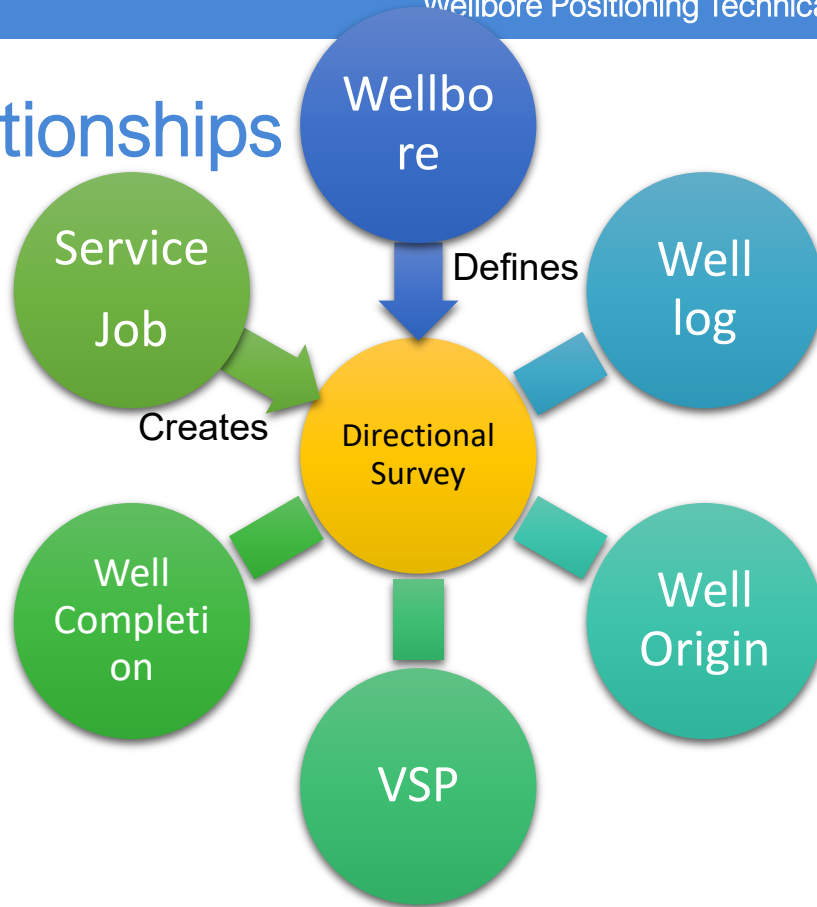 Wellbore Positioning Technica
tionships
Wellbo
re
Service
Job
Defines
Well
log
Creates
Directional
Survey
Well
Completi
on
Well
Origin
VSP